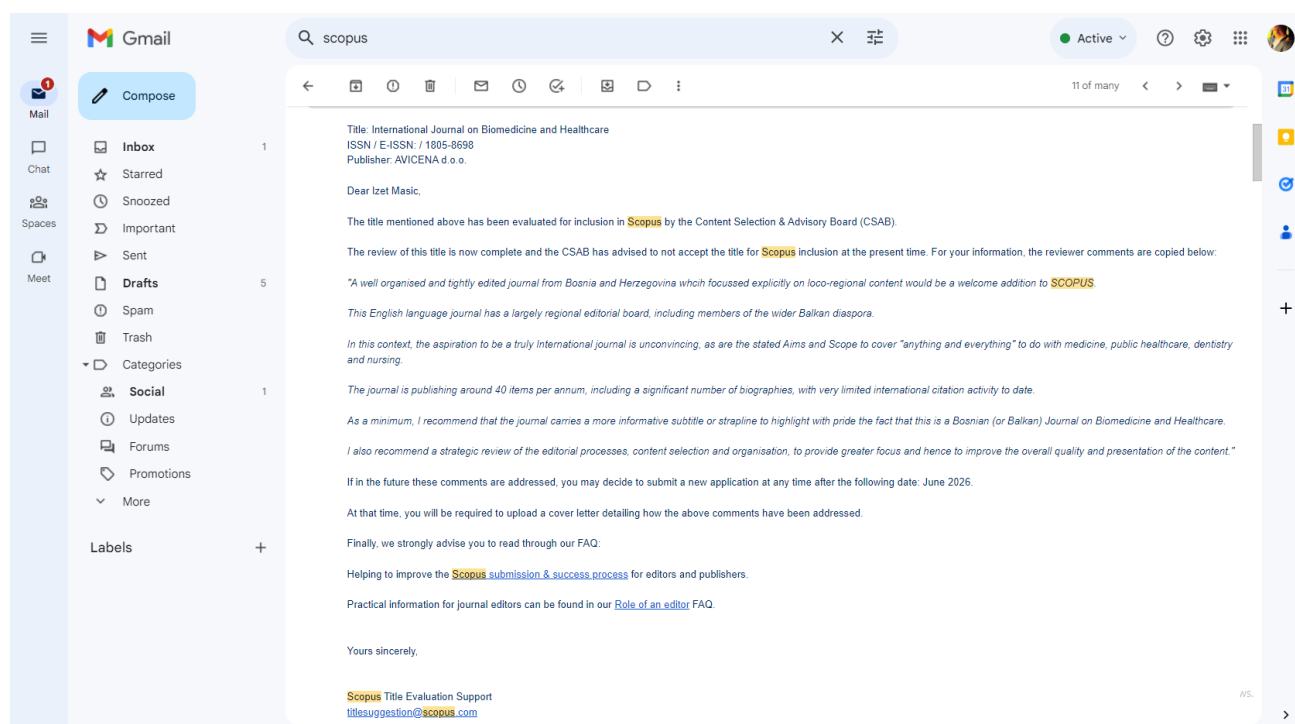 Gmail
scopus
Active
1
Mail
Compose
11 of many
31
Chat
Spaces
Meet
Inbox 1
Starred
Snoozed
Important
Sent
Drafts 5
Spam
Trash
Categories
Social 1
Updates
Forums
Promotions
More
Labels
Title: International Journal on Biomedicine and Healthcare
ISSN / E-ISSN: / 1805-8698
Publisher: AVICENA d.o.o.
Dear Izet Masic,
The title mentioned above has been evaluated for inclusion in Scopus by the Content Selection & Advisory Board (CSAB).
The review of this title is now complete and the CSAB has advised to not accept the title for Scopus inclusion at the present time. For your information, the reviewer comments are copied below:
"A well organised and tightly edited journal from Bosnia and Herzegovina whcih focussed explicitly on loco-regional content would be a welcome addition to SCOPUS.
This English language journal has a largely regional editorial board, including members of the wider Balkan diaspora.
In this context, the aspiration to be a truly International journal is unconvincing, as are the stated Aims and Scope to cover "anything and everything" to do with medicine, public healthcare, dentistry
and nursing.
The journal is publishing around 40 items per annum, including a significant number of biographies, with very limited international citation activity to date.
As a minimum, I recommend that the journal carries a more informative subtitle or strapline to highlight with pride the fact that this is a Bosnian (or Balkan) Journal on Biomedicine and Healthcare.
I also recommend a strategic review of the editorial processes, content selection and organisation, to provide greater focus and hence to improve the overall quality and presentation of the content."
If in the future these comments are addressed, you may decide to submit a new application at any time after the following date: June 2026.
At that time, you will be required to upload a cover letter detailing how the above comments have been addressed.
Finally, we strongly advise you to read through our FAQ:
Helping to improve the Scopus submission & success process for editors and publishers.
Practical information for journal editors can be found in our Role of an editor FAQ.
Yours sincerely,
Scopus Title Evaluation Support
titlesuggestion@scopus.com